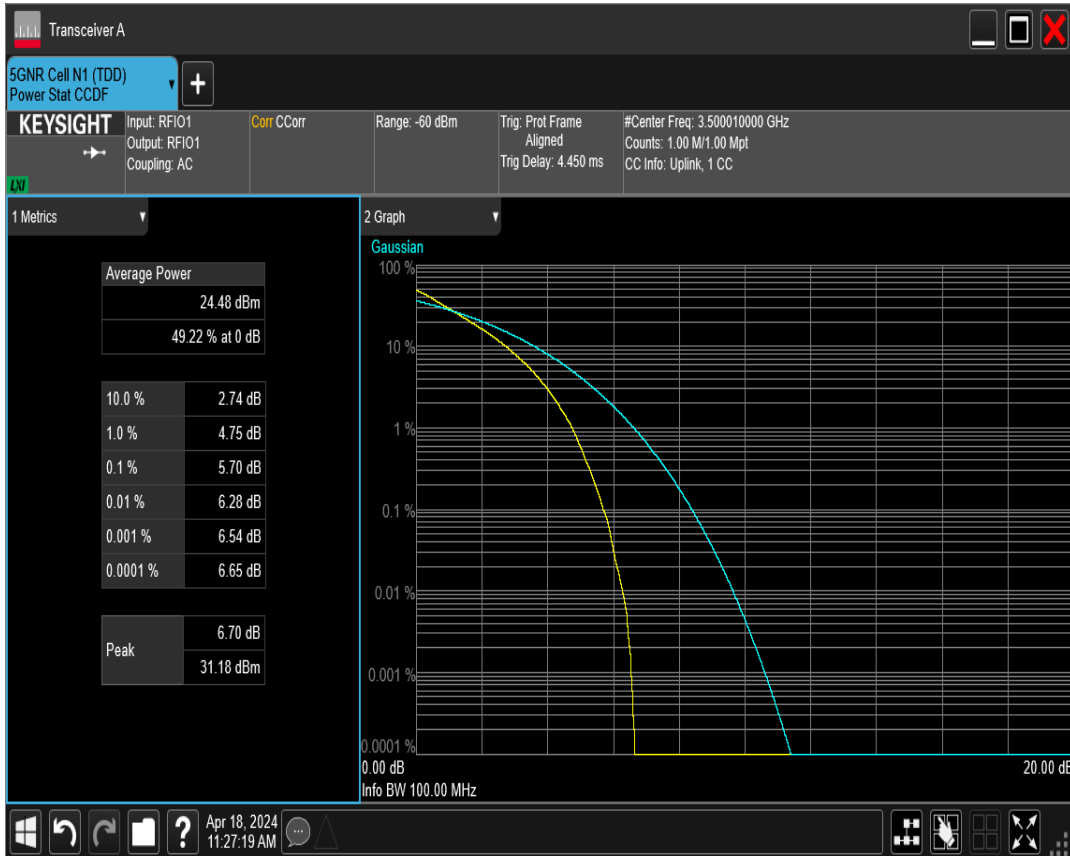 Transceiver A
5GNR Cell N1 (TDD)
Power Stat CCDF
KEYSIGHT
LXI
Input: RFIO1
Output: RFIO1
Coupling: AC
Corr CCorr
Range: -60 dBm
Trig: Prot Frame
Aligned
Trig Delay: 4.450 ms
#Center Freq: 3.500010000 GHz
Counts: 1.00 M/1.00 Mpt
CC Info: Uplink, 1 CC
1 Metrics
Average Power
24.48 dBm
49.22 % at 0 dB
10.0 % 2.74 dB
1.0 % 4.75 dB
0.1 % 5.70 dB
0.01 % 6.28 dB
0.001 % 6.54 dB
0.0001 % 6.65 dB
Peak
6.70 dB
31.18 dBm
2 Graph
Gaussian
100 %
10 %
1 %
0.1 %
0.01 %
0.001 %
0.0001 %
0.00 dB 20.00 dB
Info BW 100.00 MHz
Apr 18, 2024
11:27:19 AM